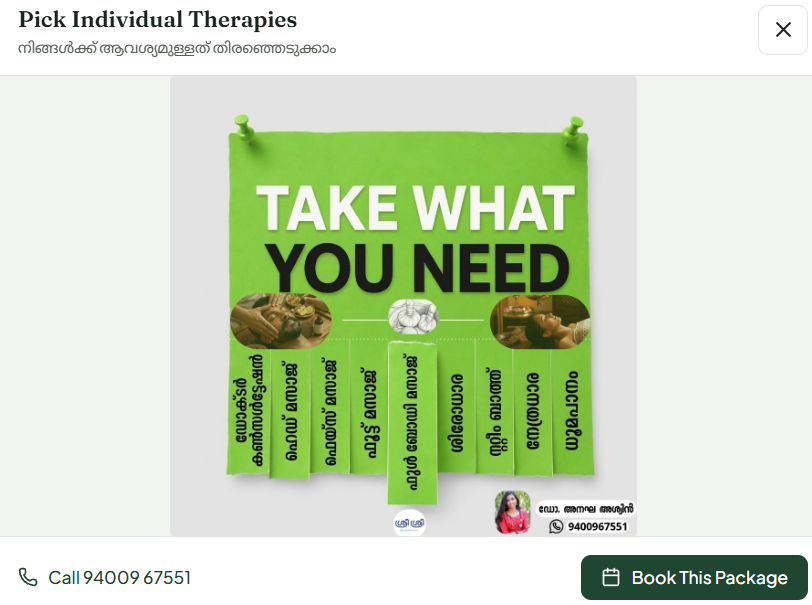 Pick Individual Therapies
നിങ്ങൾക്ക് ആവശ്യമുള്ളത് തിരഞ്ഞെടുക്കാം
TAKE WHAT
YOU NEED
ഡോക്ടർ
കൺസൾട്ടേഷൻ
ഹെഡ് മസാജ്
ഫെയ്സ് മസാജ്
ഫൂട്ട് മസാജ്
ഫുൾ ബോഡി മസാജ്
ശിരോധാര
സ്റ്റീം ബാത്ത്
നേത്രധാര
ധൂമപാനം
ശ്രീ ശ്രീ
ഡോ. അനഘ അശ്വിൻ
9400967551
Call 94009 67551
Book This Package